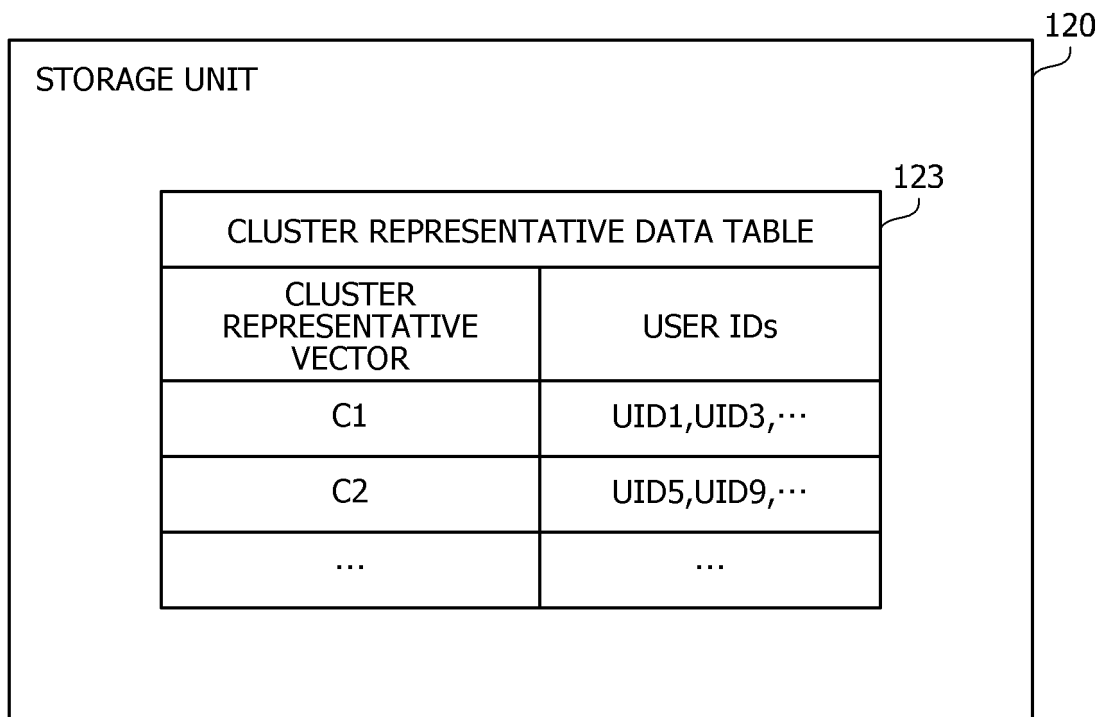 120
STORAGE UNIT
123
CLUSTER REPRESENTATIVE DATA TABLE
CLUSTER
REPRESENTATIVE
VECTOR
USER IDs
C1
UID1,UID3,…
C2
UID5,UID9,…
…
…